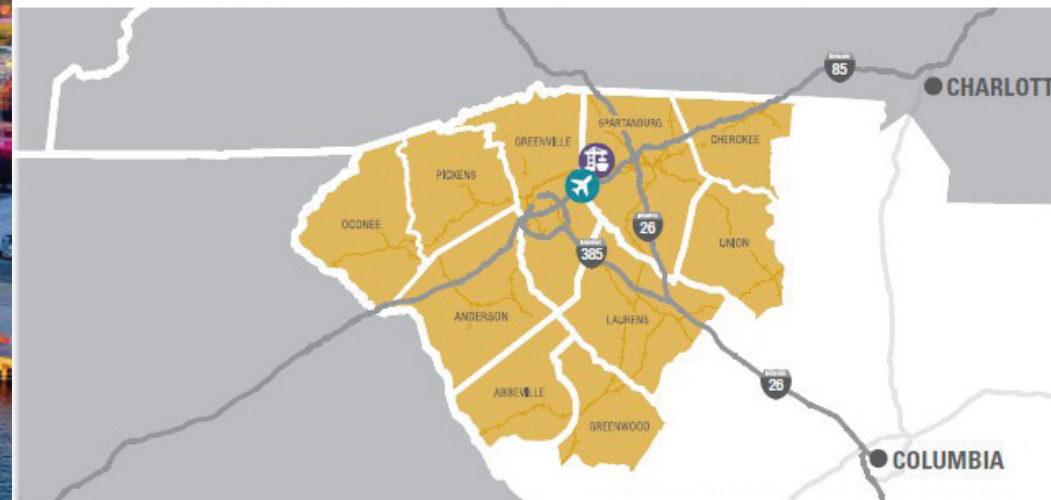 85
CHARLOTT
SPARTANBURG
GREENVILLE
CHEROKEE
PICKENS
OCONEE
26
UNION
385
ANDERSON
LAURENS
26
ABBEVILLE
GREENWOOD
COLUMBIA